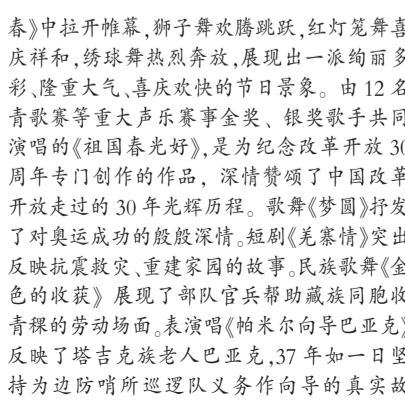 春》中拉开帷幕,狮子舞欢腾跳跃,红灯笼舞喜
庆祥和,绣球舞热烈奔放,展现出一派绚丽多
彩、隆重大气、喜庆欢快的节日景象。由12名
青歌赛等重大声乐赛事金奖、银奖歌手共同
演唱的《祖国春光好》,是为纪念改革开放30
周年专门创作的作品,深情赞颂了中国改革
开放走过的30年光辉历程。歌舞《梦圆》抒发
了对奥运成功的殷殷深情。短剧《羌寨情》突出
反映抗震救灾、重建家园的故事。民族歌舞《金
色的收获》展现了部队官兵帮助藏族同胞收
青稞的劳动场面。表演唱《帕米尔向导巴亚克》
反映了塔吉克族老人巴亚克,37年如一日坚
持为边防哨所巡逻队义务作向导的真实故